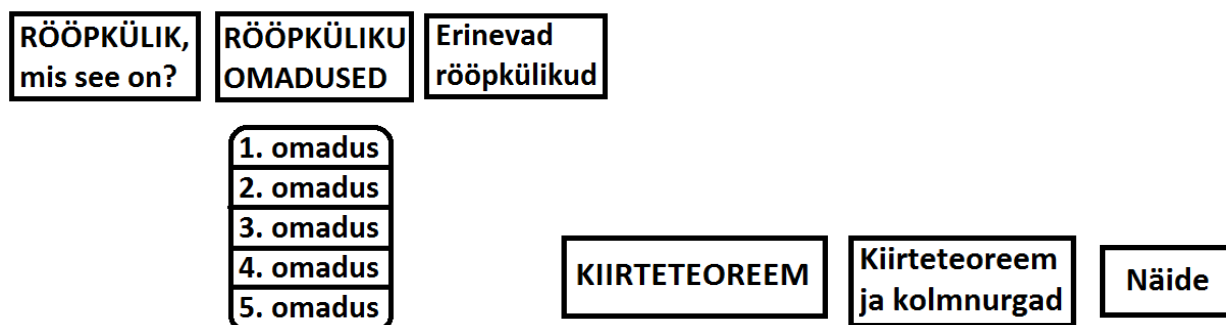 RÖÖPKÜLIK,
mis see on?
RÖÖPKÜLIKU
OMADUSED
Erinevad
rööpkülikud
1. omadus
2. omadus
3. omadus
4. omadus
5. omadus
KIIRTETEOREEM
Kiirteteoreem
ja kolmnurgad
Näide